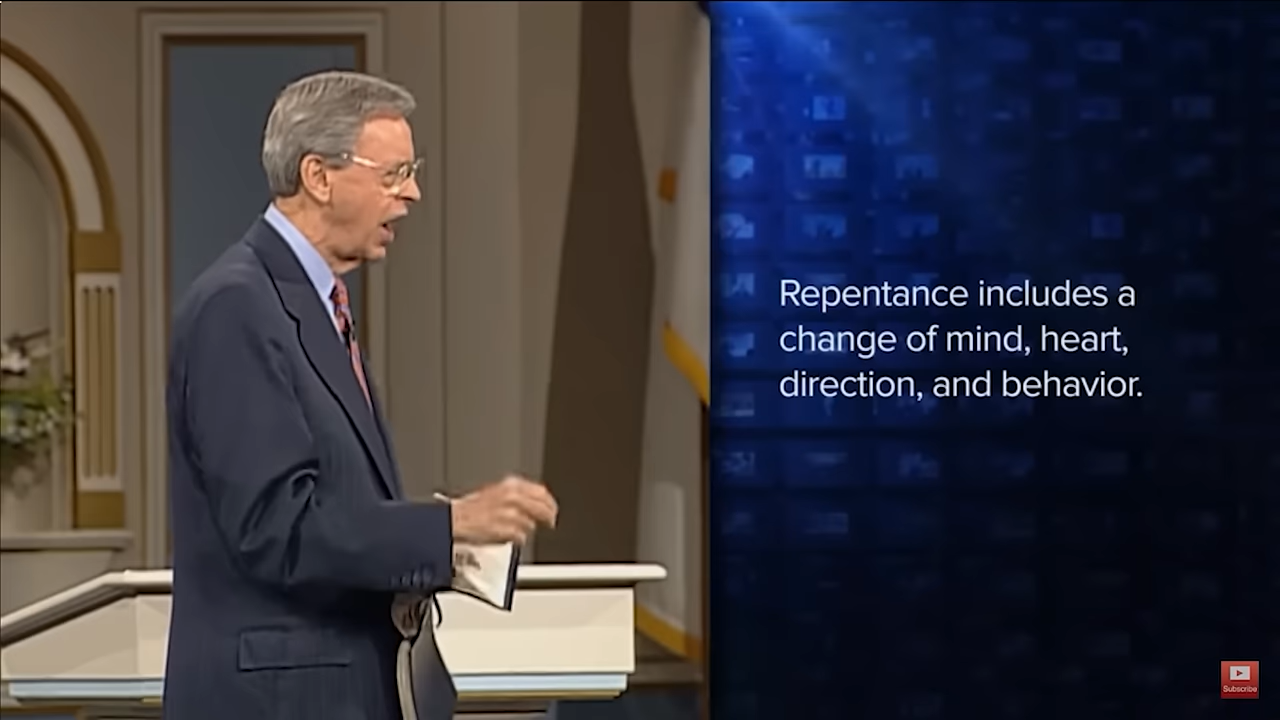 Repentance includes a
change of mind, heart,
direction, and behavior.
Subscribe